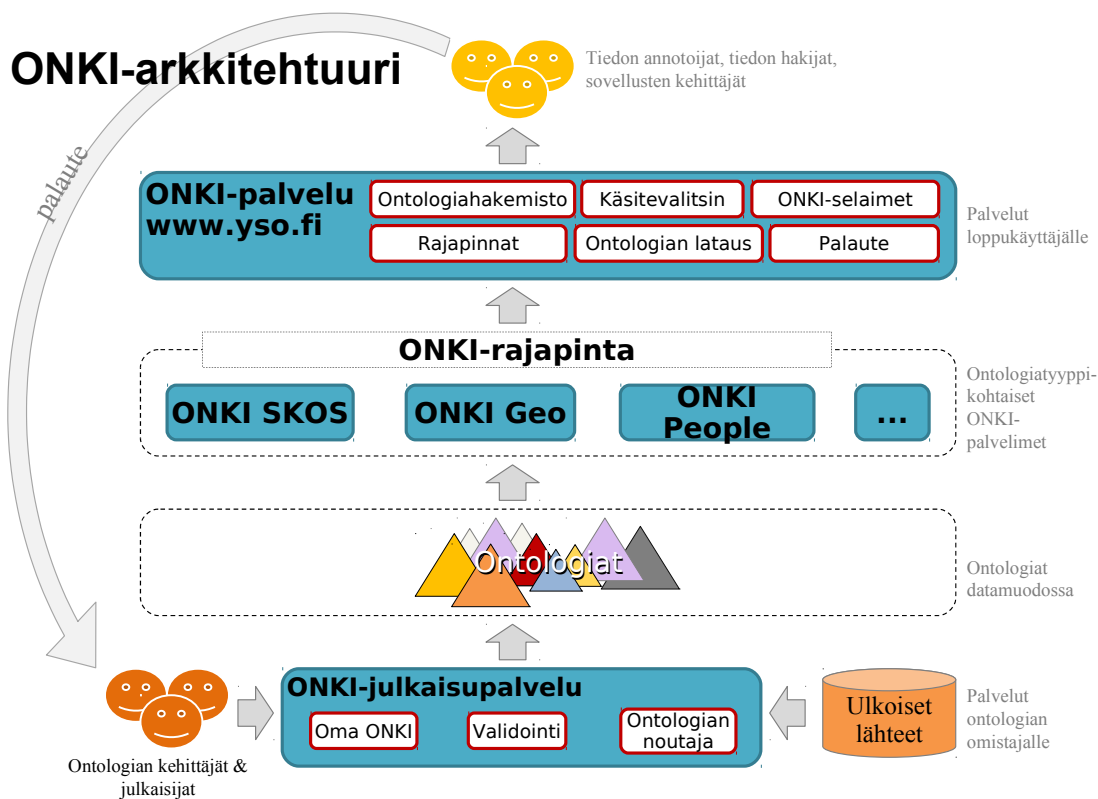 ONKI-arkkitehtuuri
Tiedon annotoijat, tiedon hakijat,
sovellusten kehittäjät
palaute
ONKI-palvelu
www.yso.fi
Ontologiahakemisto
Käsitevalitsin
ONKI-selaimet
Rajapinnat
Ontologian lataus
Palaute
Palvelut
loppukäyttäjälle
ONKI-rajapinta
ONKI SKOS
ONKI Geo
ONKI
People
...
Ontologiatyyppi-
kohtaiset
ONKI-
palvelimet
Ontologiat
Ontologiat
datamuodossa
ONKI-julkaisupalvelu
Oma ONKI
Validointi
Ontologian
noutaja
Ulkoiset
lähteet
Palvelut
ontologian
omistajalle
Ontologian kehittäjät &
julkaisijat